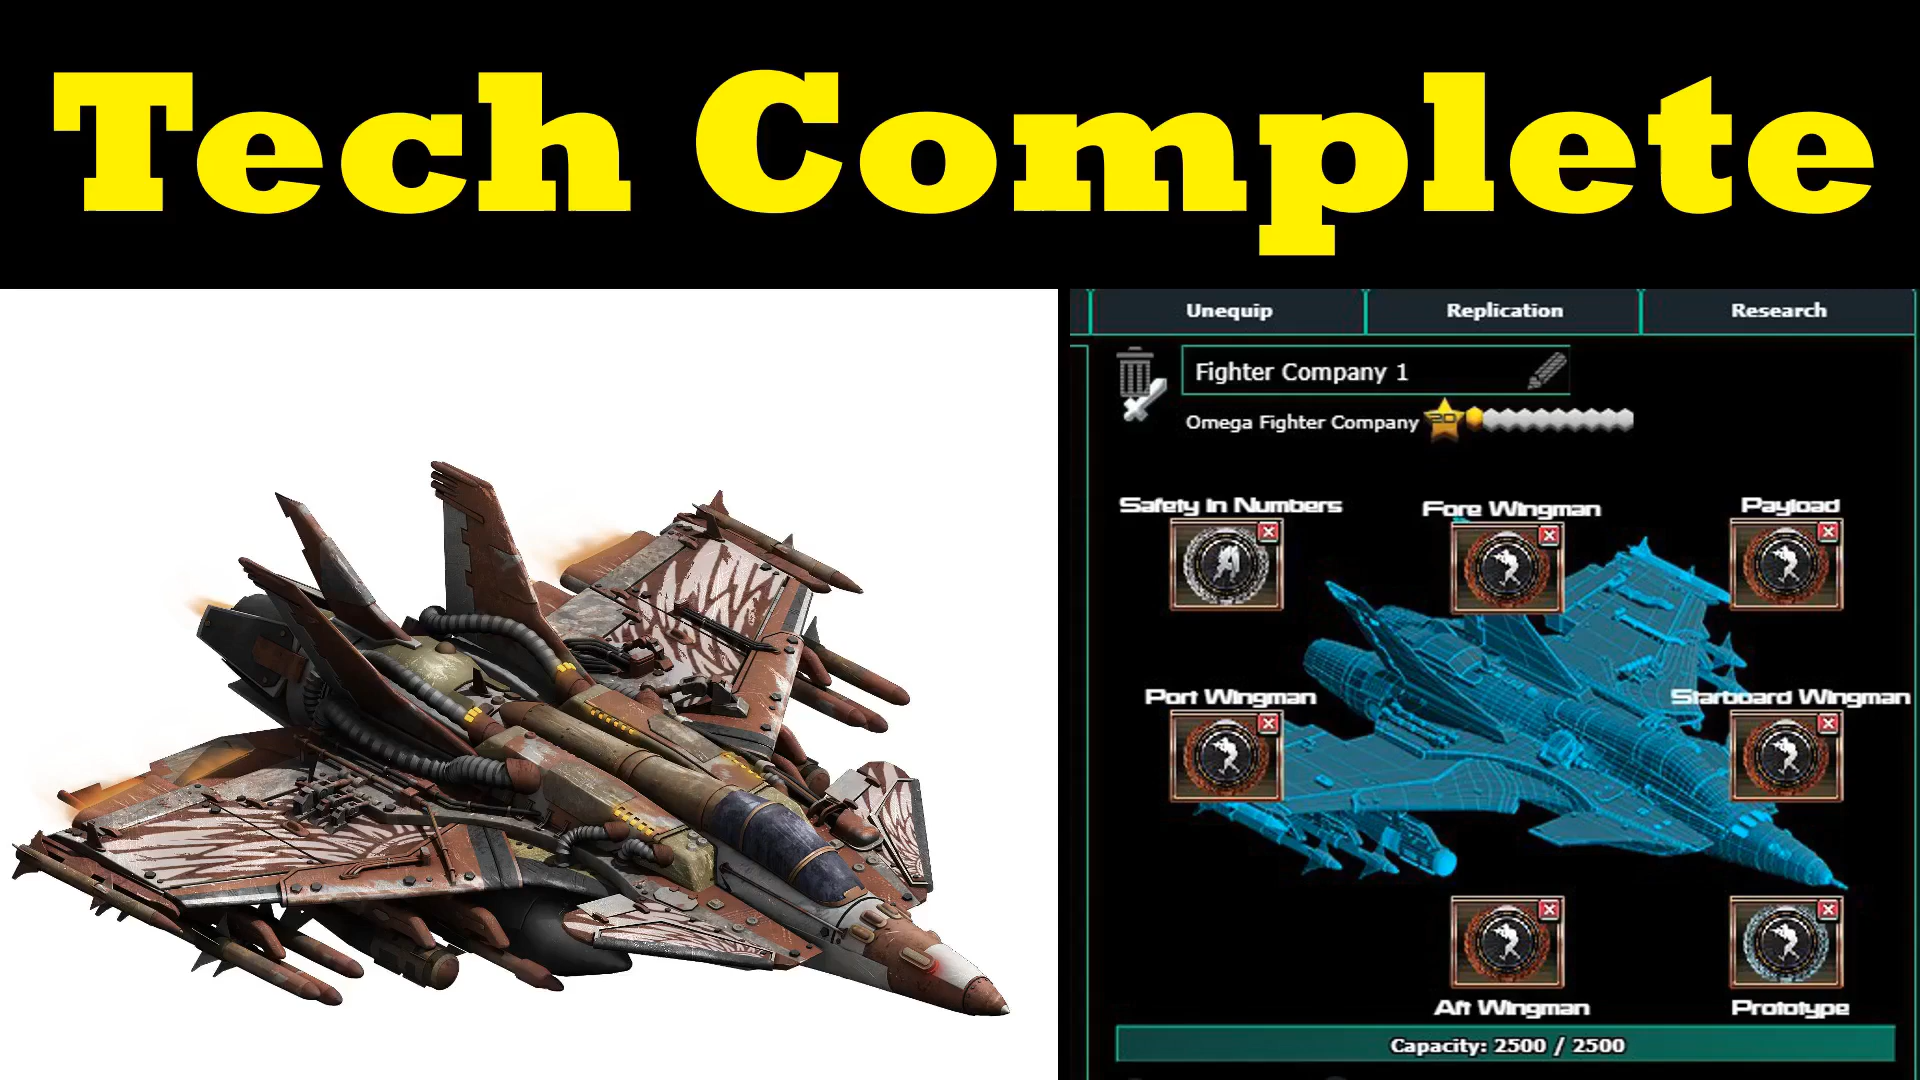 Tech Complete
Unequip
Replication
Research
Fighter Company 1
Omega Fighter Company
20
Safety In Numbers
Fore Wingman
Payload
Port Wingman
Starboard Wingman
Aft Wingman
Prototype
Capacity: 2500 / 2500